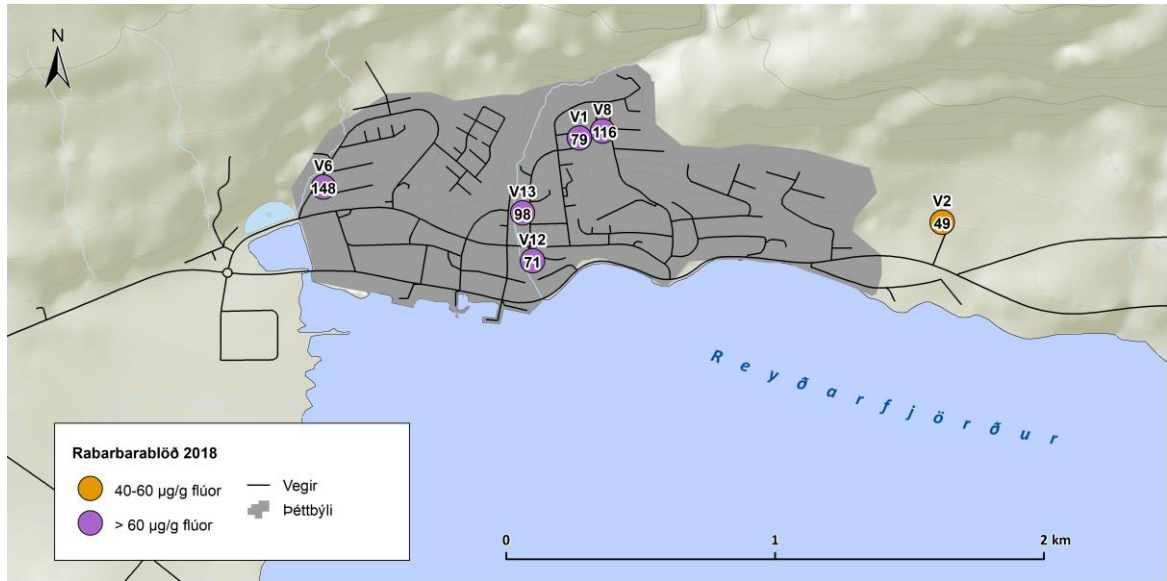 N
V1
79
V8
116
V6
148
V13
98
V12
71
V2
49
Reyðarfjörður
Rabarbarablöð 2018
40-60 µg/g flúor
> 60 µg/g flúor
Vegir
Þéttbýli
0
1
2 km